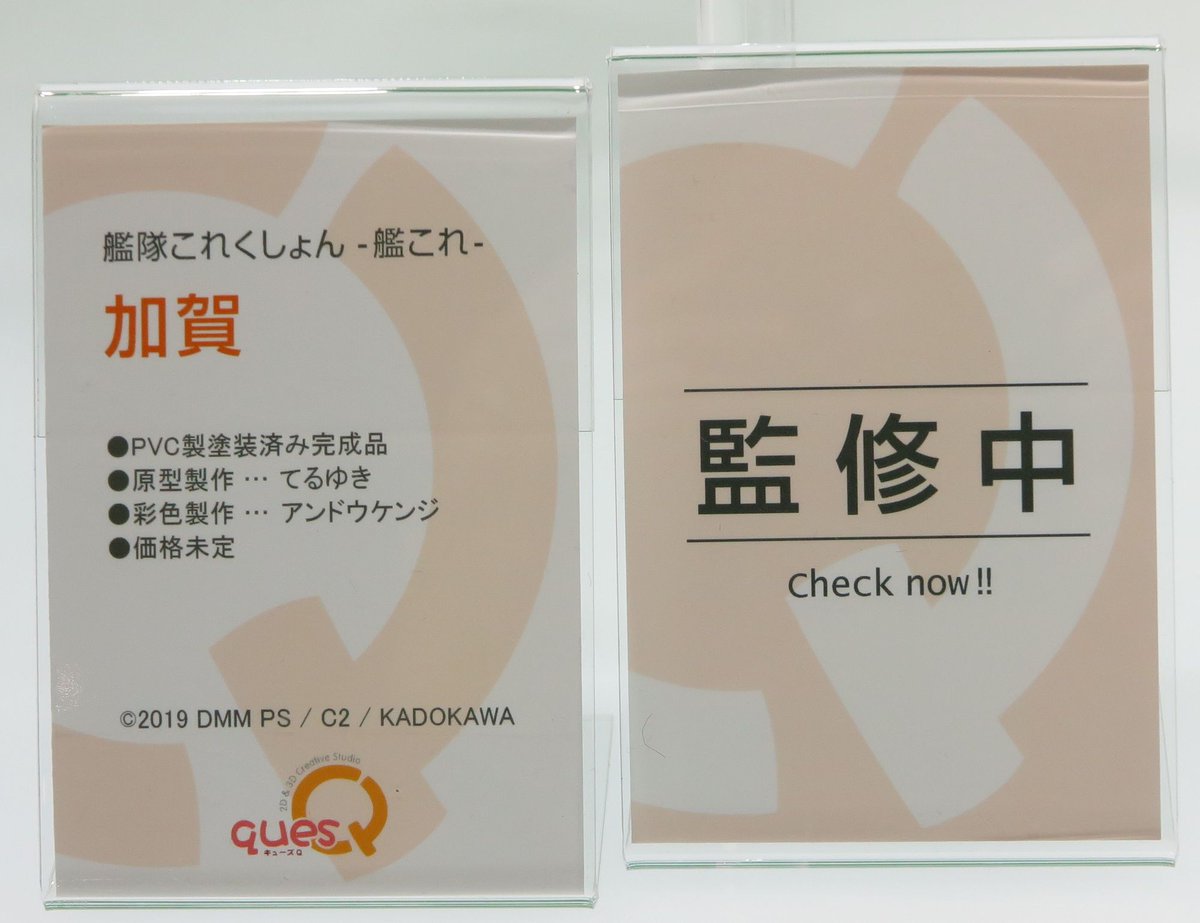 艦隊これくしょん -艦これ-
加賀
●PVC製塗装済み完成品
●原型製作 … てるゆき
●彩色製作 … アンドウケンジ
●価格未定
©2019 DMM PS / C2 / KADOKAWA
2D & 3D Creative Studio
quesQ
キューズQ
監修中
Check now!!